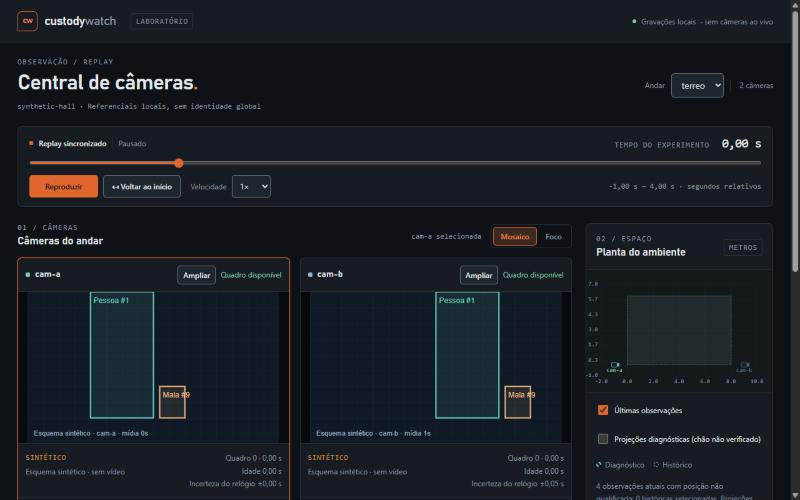 cw custodywatch LABORATÓRIO Gravações locais · sem câmeras ao vivo
OBSERVAÇÃO / REPLAY
Central de câmeras.
Andar terreo 2 câmeras
synthetic-hall · Referenciais locais, sem identidade global
Replay sincronizado Pausado TEMPO DO EXPERIMENTO 0,00 s
Reproduzir ↤ Voltar ao início Velocidade 1× -1,00 s — 4,00 s · segundos relativos
01 / CÂMERAS
Câmeras do andar
cam-a selecionada Mosaico Foco
cam-a Ampliar Quadro disponível
Pessoa #1
Mala #9
Esquema sintético · cam-a · mídia 0s
SINTÉTICO Quadro 0 · 0,00 s
Esquema sintético · sem vídeo Idade 0,00 s
Incerteza do relógio ±0,00 s
cam-b Ampliar Quadro disponível
Pessoa #1
Mala #9
Esquema sintético · cam-b · mídia 1s
SINTÉTICO Quadro 0 · 0,00 s
Esquema sintético · sem vídeo Idade 0,00 s
Incerteza do relógio ±0,05 s
02 / ESPAÇO
Planta do ambiente METROS
7.0
5.7
4.3
3.0
1.7
0.3
-1.0
cam-a cam-b
-2.0 0.0 2.0 4.0 6.0 8.0 10.0
Últimas observações
Projeções diagnósticas (chão não verificado)
Diagnóstico Histórico
4 observações atuais com posição não
qualificada; 0 históricas selecionadas. Projeções